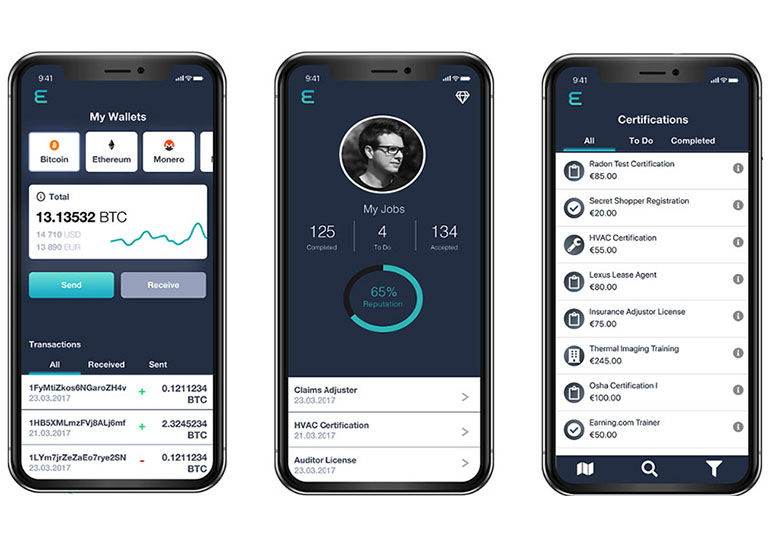 9:41
E
My Wallets
Bitcoin
Ethereum
Monero
Total
13.13532 BTC
14 710 USD
13 890 EUR
Send
Receive
Transactions
All Received Sent
1FyMtiZkos6NGaroZH4v + 0.1211234
23.03.2017 BTC
1HB5XMLmzFVj8ALj6mf + 2.3245234
21.03.2017 BTC
1LYm7jrZeZaEo7rye2SN - 0.1211234
23.03.2017 BTC
9:41
E
My Jobs
125 4 134
Completed To Do Accepted
65%
Reputation
Claims Adjuster
23.03.2017
HVAC Certification
21.03.2017
Auditor License
23.03.2017
9:41
E
Certifications
All To Do Completed
Radon Test Certification
€85.00
Secret Shopper Registration
€20.00
HVAC Certification
€55.00
Lexus Lease Agent
€80.00
Insurance Adjustor License
€75.00
Thermal Imaging Training
€245.00
Osha Certification I
€100.00
Earning.com Trainer
€50.00